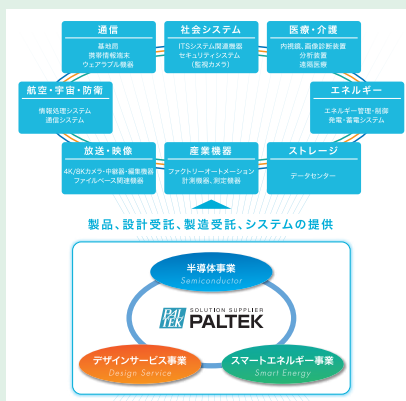 通信
基地局
携帯情報端末
ウェアラブル機器
社会システム
ITSシステム関連機器
セキュリティシステム
(監視カメラ)
医療・介護
内視鏡、画像診断装置
分析装置
遠隔医療
航空・宇宙・防衛
情報処理システム
通信システム
エネルギー
エネルギー管理・制御
発電・蓄電システム
放送・映像
4K/8Kカメラ・中継器・編集機器
ファイルベース関連機器
産業機器
ファクトリーオートメーション
計測機器、測定機器
ストレージ
データセンター
製品、設計受託、製造受託、システムの提供
半導体事業
Semiconductor
PAL
TEK
SOLUTION SUPPLIER
PALTEK
デザインサービス事業
Design Service
スマートエネルギー事業
Smart Energy